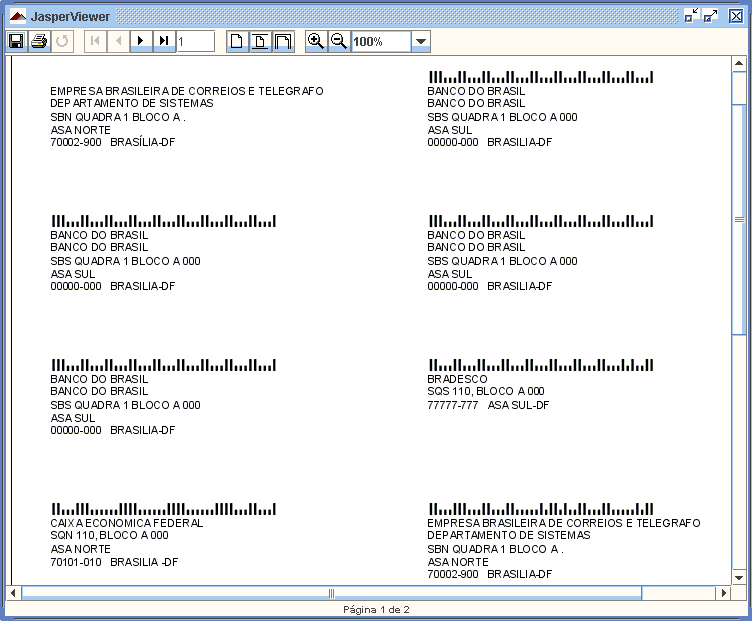 JasperViewer
1
100%
EMPRESA BRASILEIRA DE CORREIOS E TELEGRAFO
DEPARTAMENTO DE SISTEMAS
SBN QUADRA 1 BLOCO A .
ASA NORTE
70002-900 BRASÍLIA-DF
BANCO DO BRASIL
BANCO DO BRASIL
SBS QUADRA 1 BLOCO A 000
ASA SUL
00000-000 BRASILIA-DF
BANCO DO BRASIL
BANCO DO BRASIL
SBS QUADRA 1 BLOCO A 000
ASA SUL
00000-000 BRASILIA-DF
BANCO DO BRASIL
BANCO DO BRASIL
SBS QUADRA 1 BLOCO A 000
ASA SUL
00000-000 BRASILIA-DF
BANCO DO BRASIL
BANCO DO BRASIL
SBS QUADRA 1 BLOCO A 000
ASA SUL
00000-000 BRASILIA-DF
BRADESCO
SQS 110, BLOCO A 000
77777-777 ASA SUL-DF
CAIXA ECONOMICA FEDERAL
SQN 110, BLOCO A 000
ASA NORTE
70101-010 BRASILIA -DF
EMPRESA BRASILEIRA DE CORREIOS E TELEGRAFO
DEPARTAMENTO DE SISTEMAS
SBN QUADRA 1 BLOCO A .
ASA NORTE
70002-900 BRASILIA-DF
Página 1 de 2